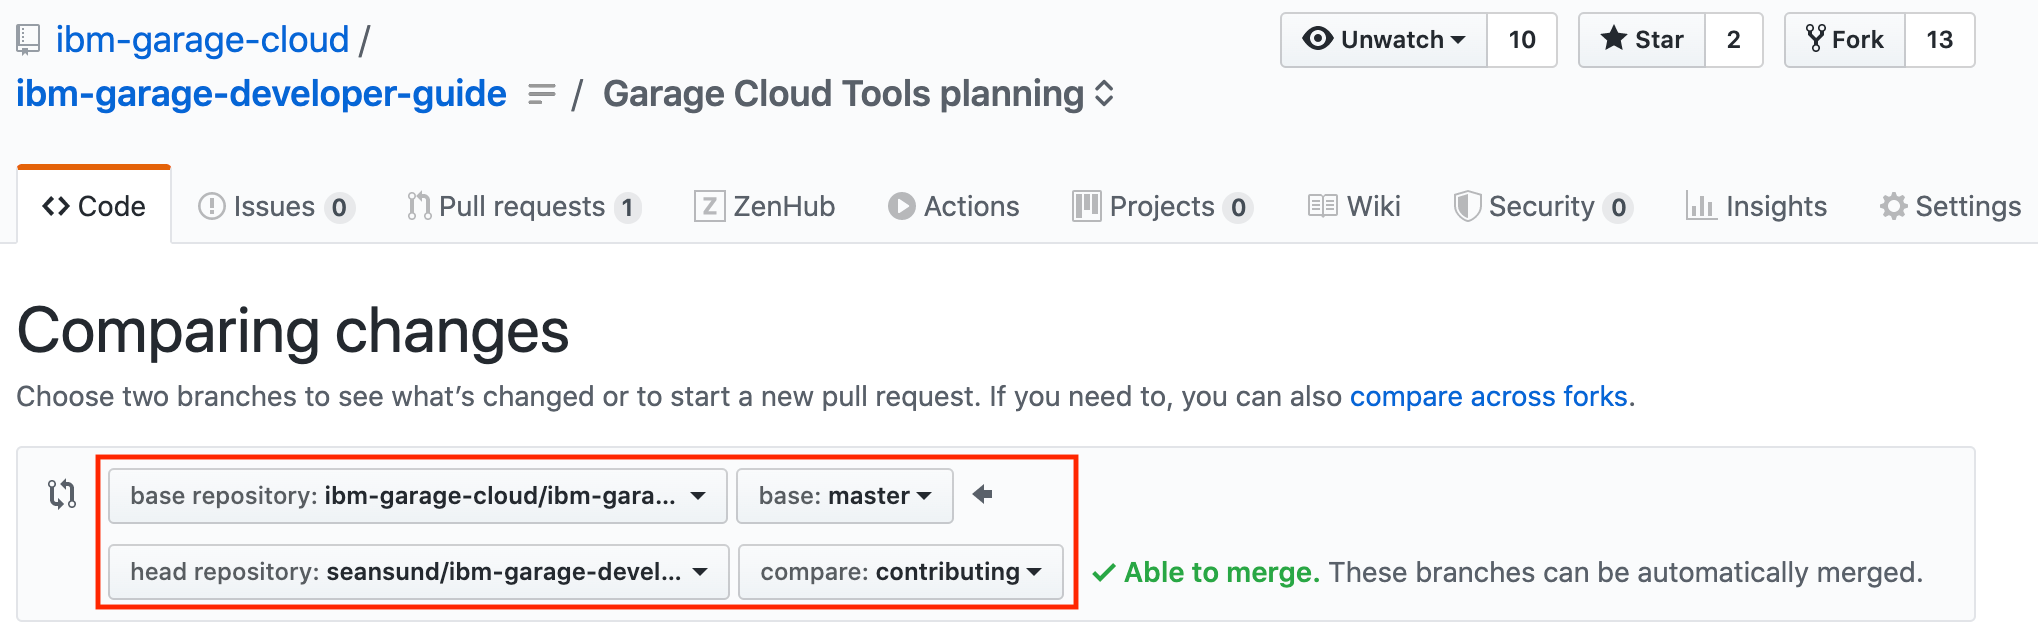 ibm-garage-cloud /
Unwatch 10 Star 2 Fork 13
ibm-garage-developer-guide / Garage Cloud Tools planning
Code Issues 0 Pull requests 1 Z ZenHub Actions Projects 0 Wiki Security 0 Insights Settings
Comparing changes
Choose two branches to see what’s changed or to start a new pull request. If you need to, you can also compare across forks.
base repository: ibm-garage-cloud/ibm-gara... base: master
head repository: seansund/ibm-garage-devel... compare: contributing Able to merge. These branches can be automatically merged.